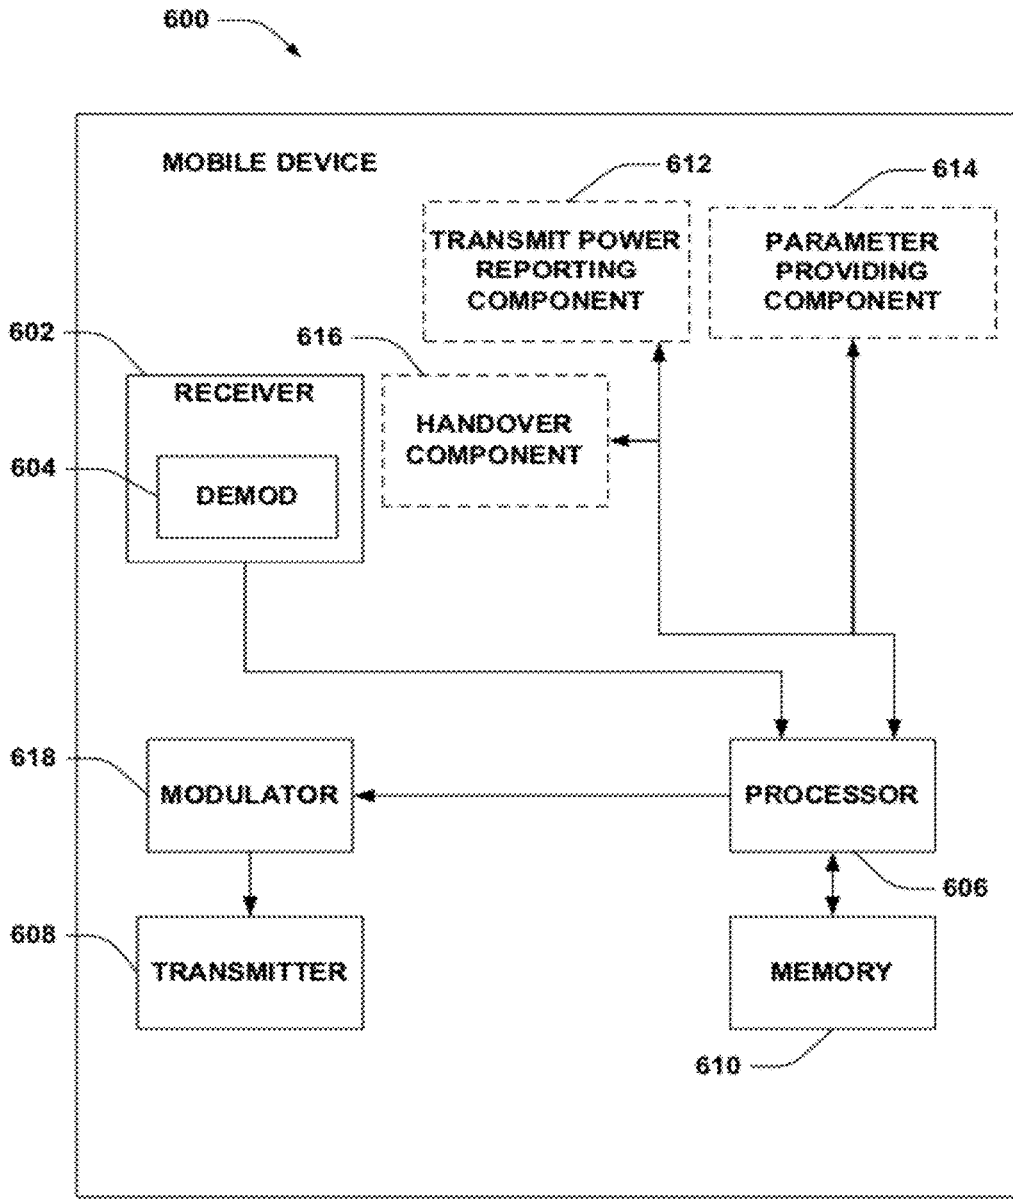 600
MOBILE DEVICE
612
614
TRANSMIT POWER
REPORTING
COMPONENT
PARAMETER
PROVIDING
COMPONENT
602
616
RECEIVER
HANDOVER
COMPONENT
604
DEMOD
618
MODULATOR
PROCESSOR
606
608
TRANSMITTER
MEMORY
610